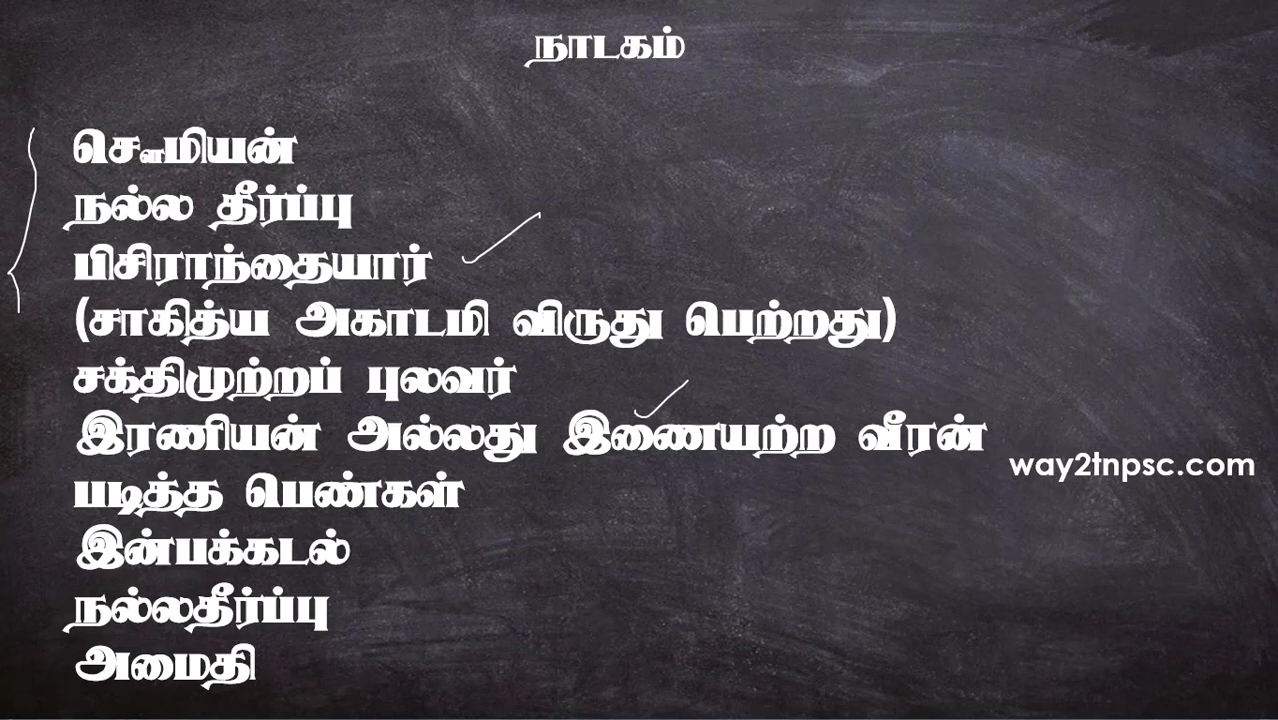 நாடகம்
சௌமியன்
நல்ல தீர்ப்பு
பிசிராந்தையார்
(சாகித்ய அகாடமி விருது பெற்றது)
சக்திமுற்றப் புலவர்
இரணியன் அல்லது இணையற்ற வீரன்
way2tnpsc.com
படித்த பெண்கள்
இன்பக்கடல்
நல்லதீர்ப்பு
அமைதி